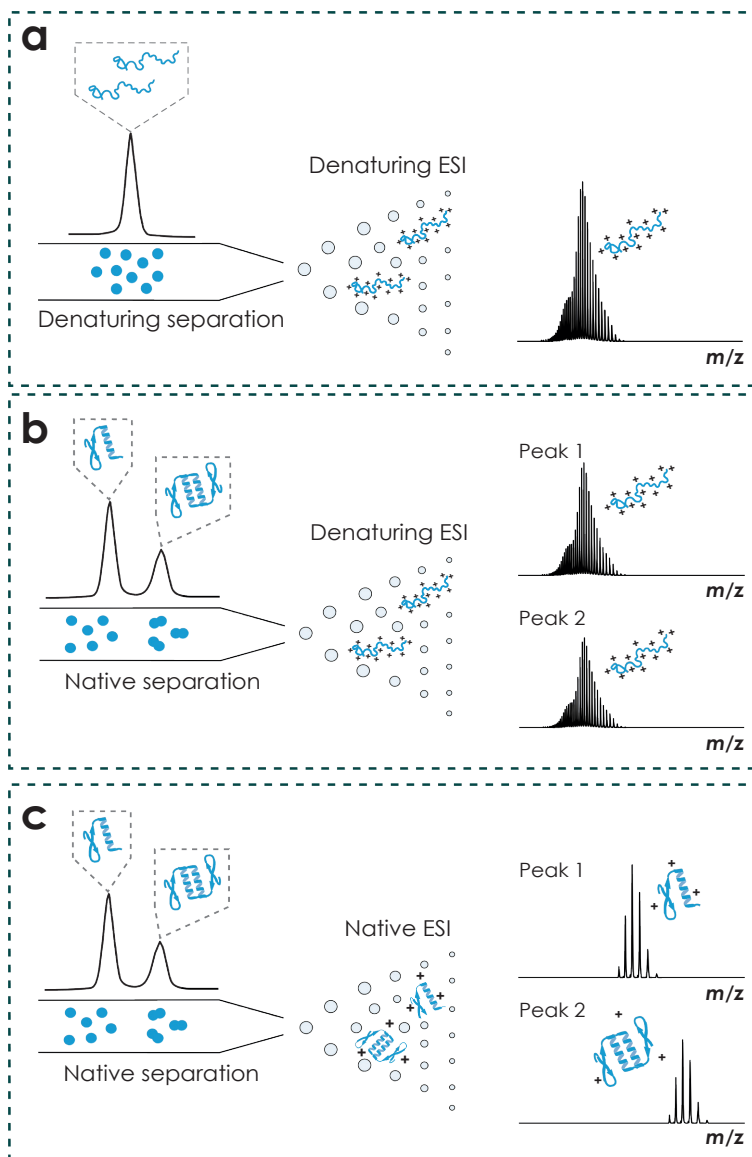 a
Denaturing ESI
Denaturing separation
m/z
b
Peak 1
Denaturing ESI
Peak 2
Native separation
m/z
c
Peak 1
Native ESI
m/z
Peak 2
Native separation
m/z